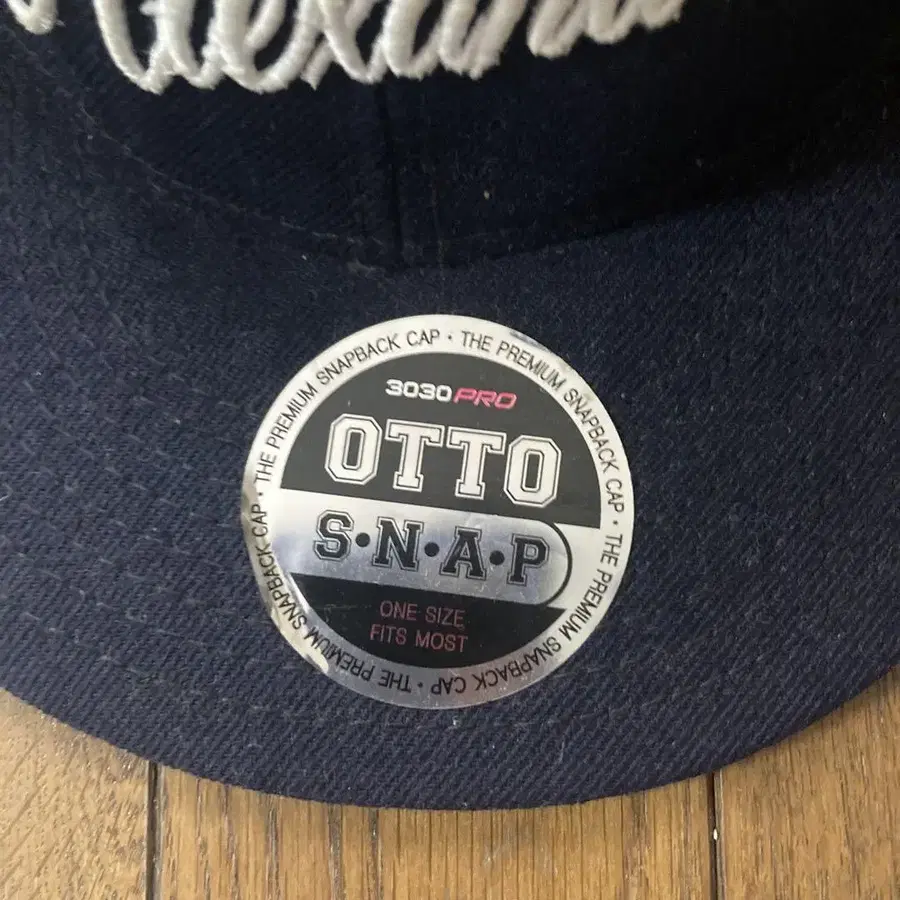 THE PREMIUM SNAPBACK CAP • THE PREMIUM SNAPBACK CAP • THE PREMIUM SNAPBACK CAP • THE PREMIUM SNAPBACK CAP •
3030 PRO
OTTO
S•N•A•P
ONE SIZE
FITS MOST